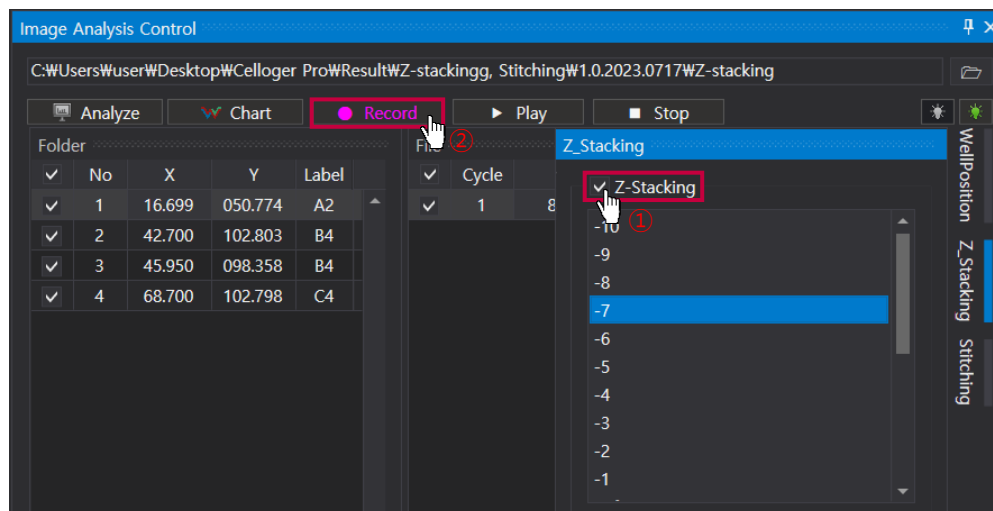 Image Analysis Control
C:₩Users₩user₩Desktop₩Celloger Pro₩Result₩Z-stackingg, Stitching₩1.0.2023.0717₩Z-stacking
Analyze Chart Record Play Stop
②
Folder
No X Y Label
1 16.699 050.774 A2
2 42.700 102.803 B4
3 45.950 098.358 B4
4 68.700 102.798 C4
Cycle
1 8
Z_Stacking
Z-Stacking
①
-10
-9
-8
-7
-6
-5
-4
-3
-2
-1
WellPosition
Z_Stacking
Stitching